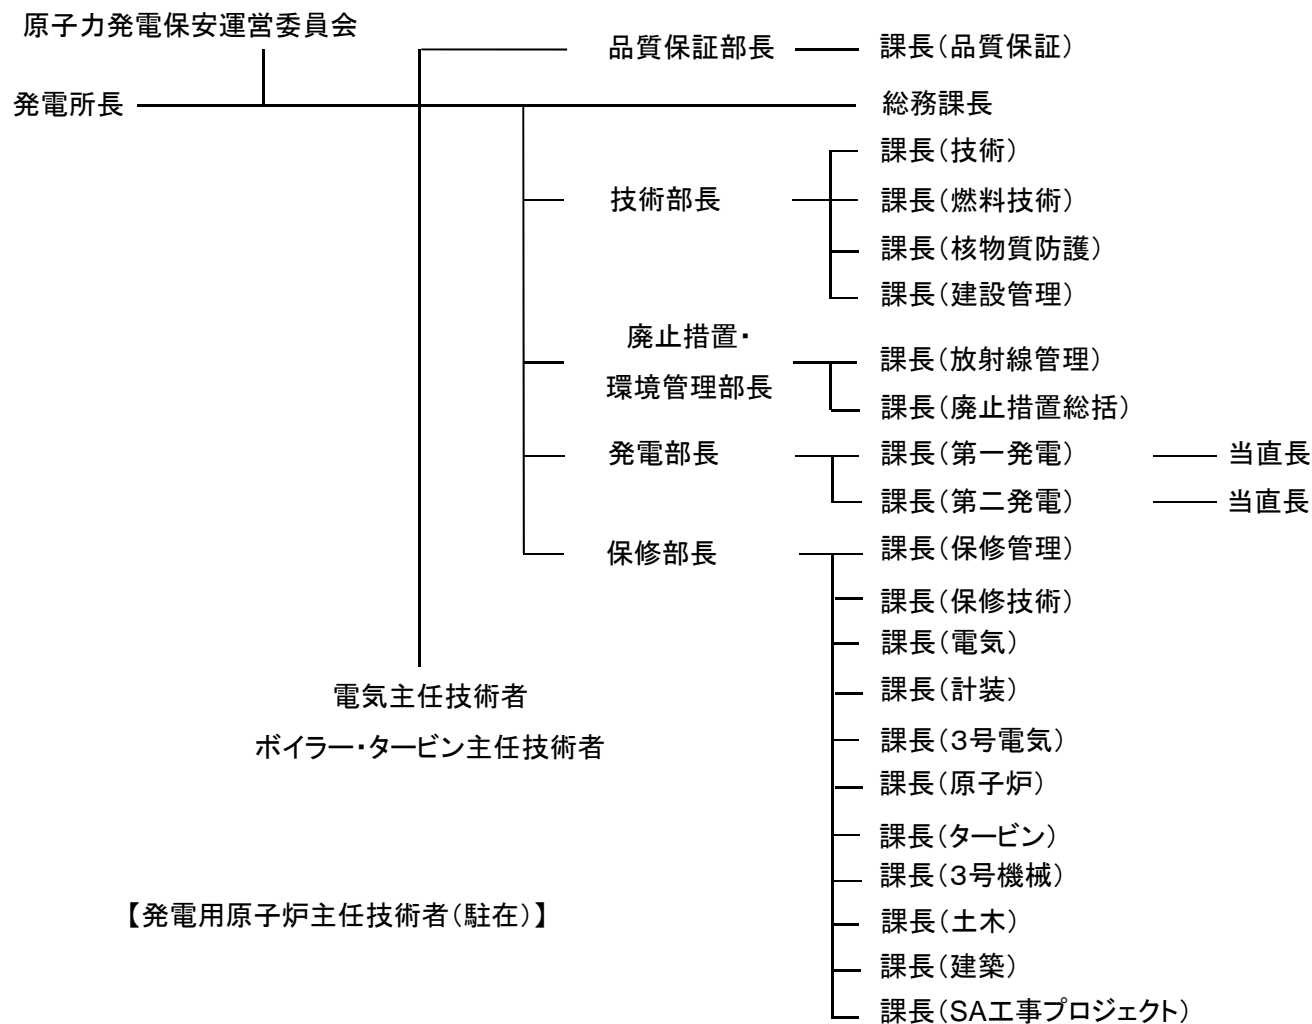 原子力発電保安運営委員会
品質保証部長
課長(品質保証)
発電所長
総務課長
技術部長
課長(技術)
課長(燃料技術)
課長(核物質防護)
課長(建設管理)
廃止措置・
環境管理部長
課長(放射線管理)
課長(廃止措置総括)
発電部長
課長(第一発電)
当直長
課長(第二発電)
当直長
保修部長
課長(保修管理)
課長(保修技術)
課長(電気)
課長(計装)
課長(3号電気)
課長(原子炉)
課長(タービン)
課長(3号機械)
課長(土木)
課長(建築)
課長(SA工事プロジェクト)
電気主任技術者
ボイラー・タービン主任技術者
【発電用原子炉主任技術者(駐在)】